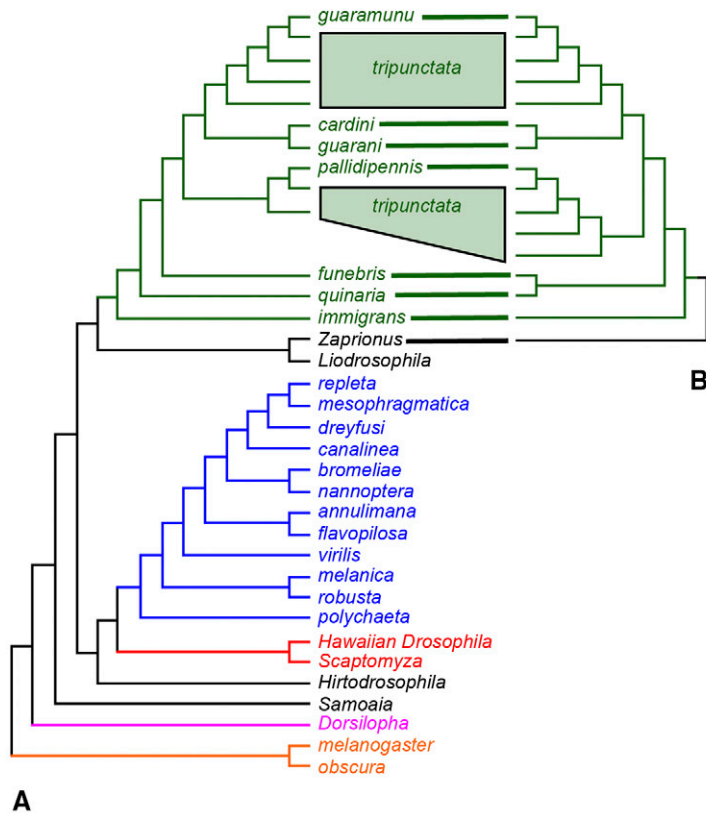 guaramunu
tripunctata
cardini
guarani
pallidipennis
tripunctata
funebris
quinaria
immigrans
Zaprionus
Liodrosophila
B
repleta
mesophragmatica
dreyfusi
canalinea
bromeliae
nannoptera
annulimana
flavopilosa
virilis
melanica
robusta
polychaeta
Hawaiian Drosophila
Scaptomyza
Hirtodrosophila
Samoaia
Dorsilopha
melanogaster
obscura
A